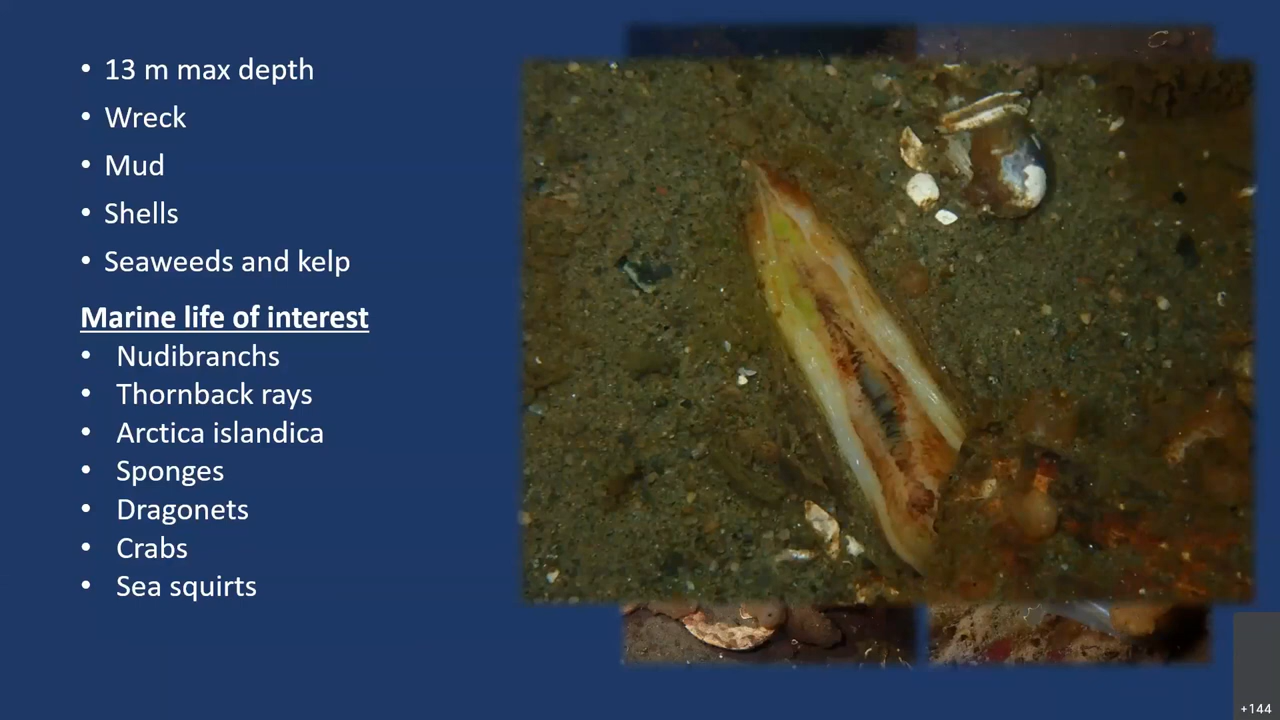 • 13 m max depth
• Wreck
• Mud
• Shells
• Seaweeds and kelp
Marine life of interest
• Nudibranchs
• Thornback rays
• Arctica islandica
• Sponges
• Dragonets
• Crabs
• Sea squirts
+144